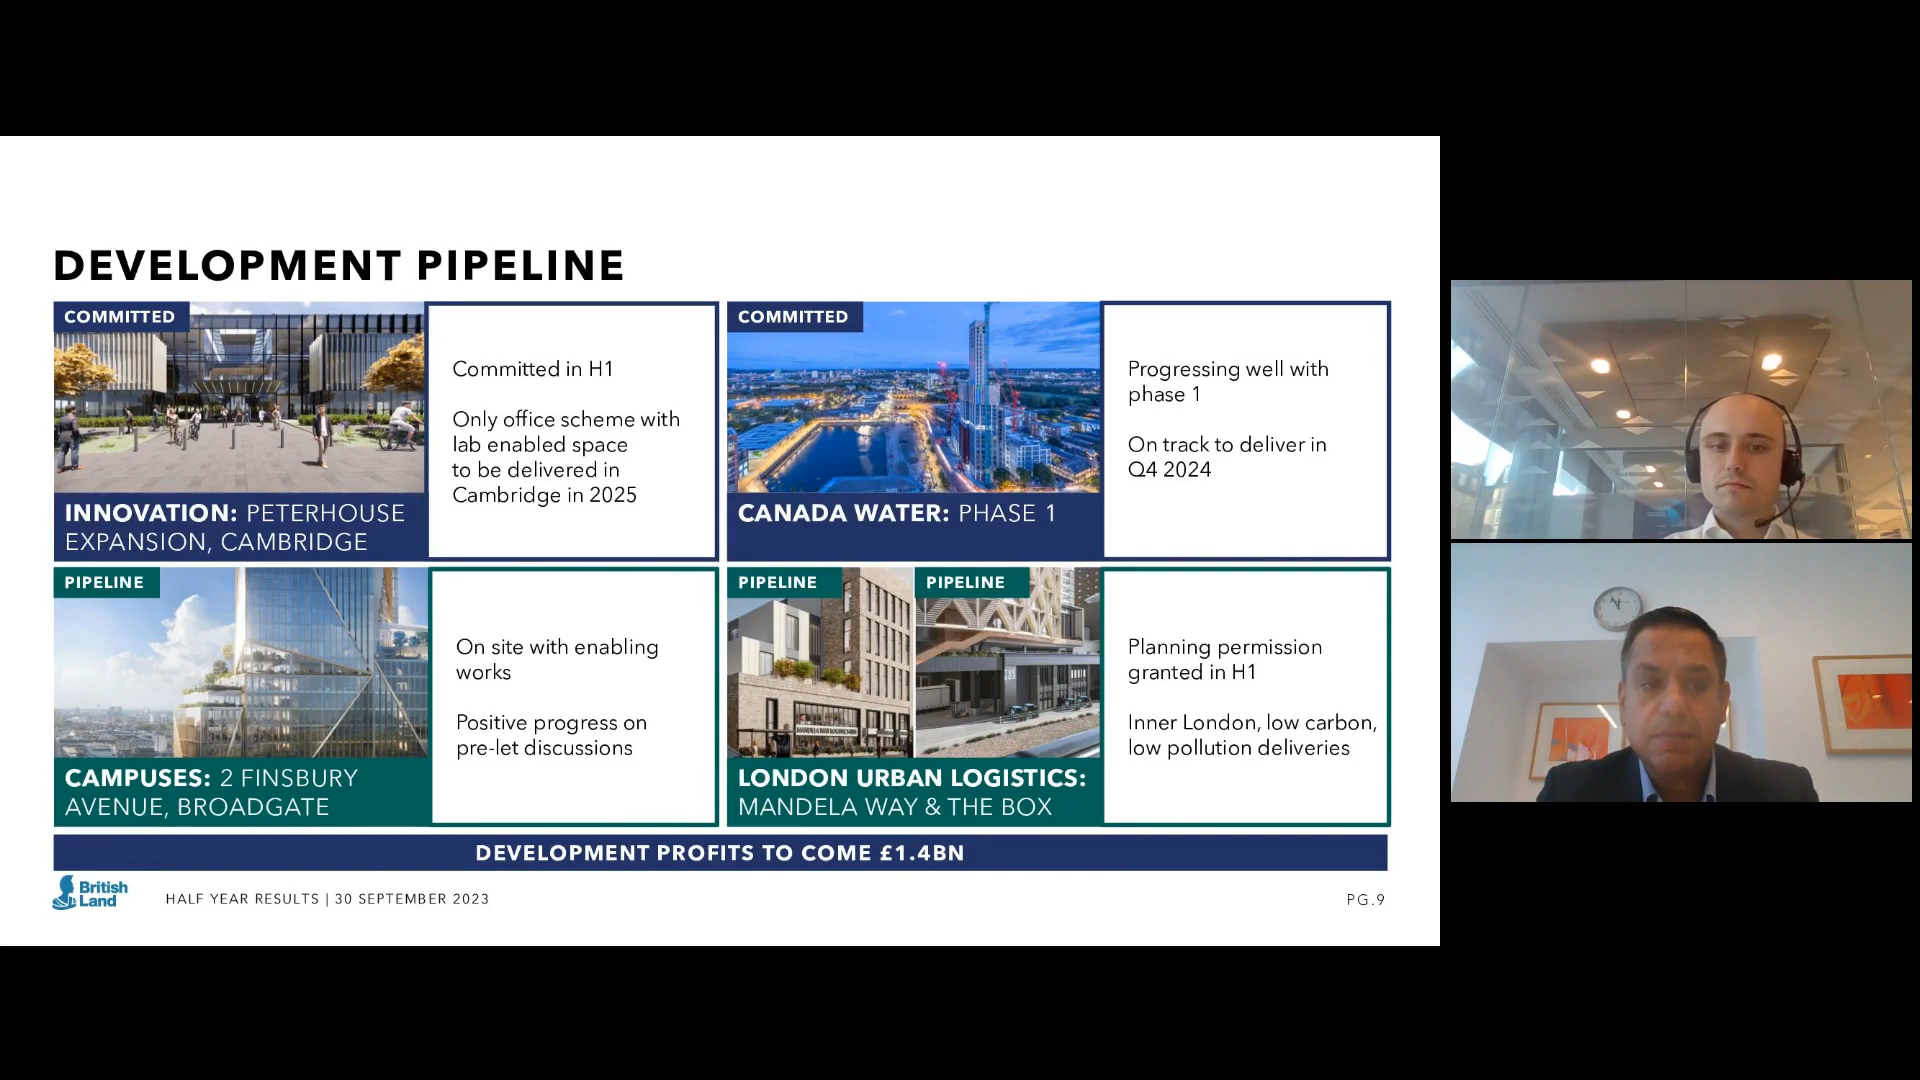 DEVELOPMENT PIPELINE
COMMITTED
INNOVATION: PETERHOUSE
EXPANSION, CAMBRIDGE
Committed in H1
Only office scheme with
lab enabled space
to be delivered in
Cambridge in 2025
COMMITTED
CANADA WATER: PHASE 1
Progressing well with
phase 1
On track to deliver in
Q4 2024
PIPELINE
CAMPUSES: 2 FINSBURY
AVENUE, BROADGATE
On site with enabling
works
Positive progress on
pre-let discussions
PIPELINE
PIPELINE
LONDON URBAN LOGISTICS:
MANDELA WAY & THE BOX
Planning permission
granted in H1
Inner London, low carbon,
low pollution deliveries
DEVELOPMENT PROFITS TO COME £1.4BN
British
Land
HALF YEAR RESULTS | 30 SEPTEMBER 2023
PG.9